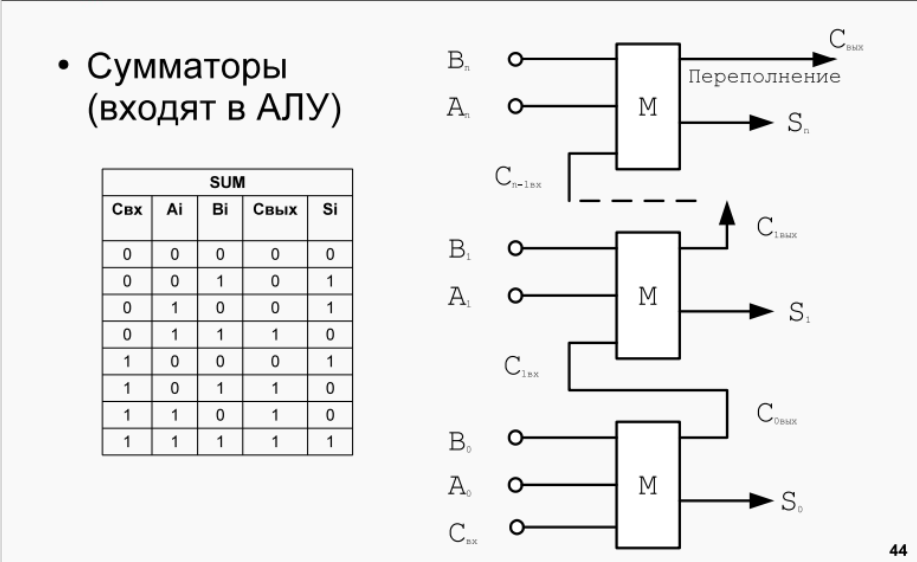 • Сумматоры
(входят в АЛУ)
SUM
Cвх Ai Bi Cвых Si
0 0 0 0 0
0 0 1 0 1
0 1 0 0 1
0 1 1 1 0
1 0 0 0 1
1 0 1 1 0
1 1 0 1 0
1 1 1 1 1
Cвых
Bn
Переполнение
An
M
Sn
Cn-1вх
C1вых
B1
A1
M
S1
C1вх
C0вых
B0
A0
M
S0
Cвх
44